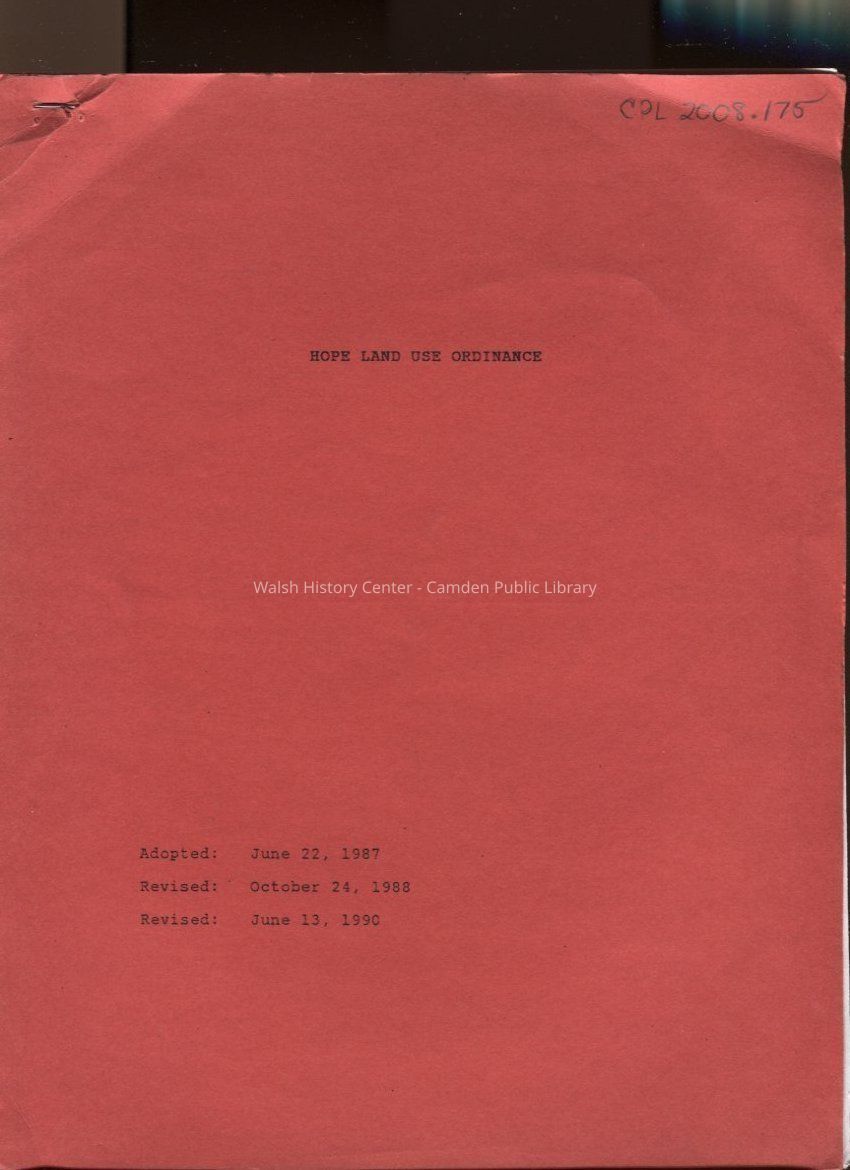 CPL 2008.175
HOPE LAND USE ORDINANCE
Walsh History Center - Camden Public Library
Adopted: June 22, 1987
Revised: October 24, 1988
Revised: June 13, 1990